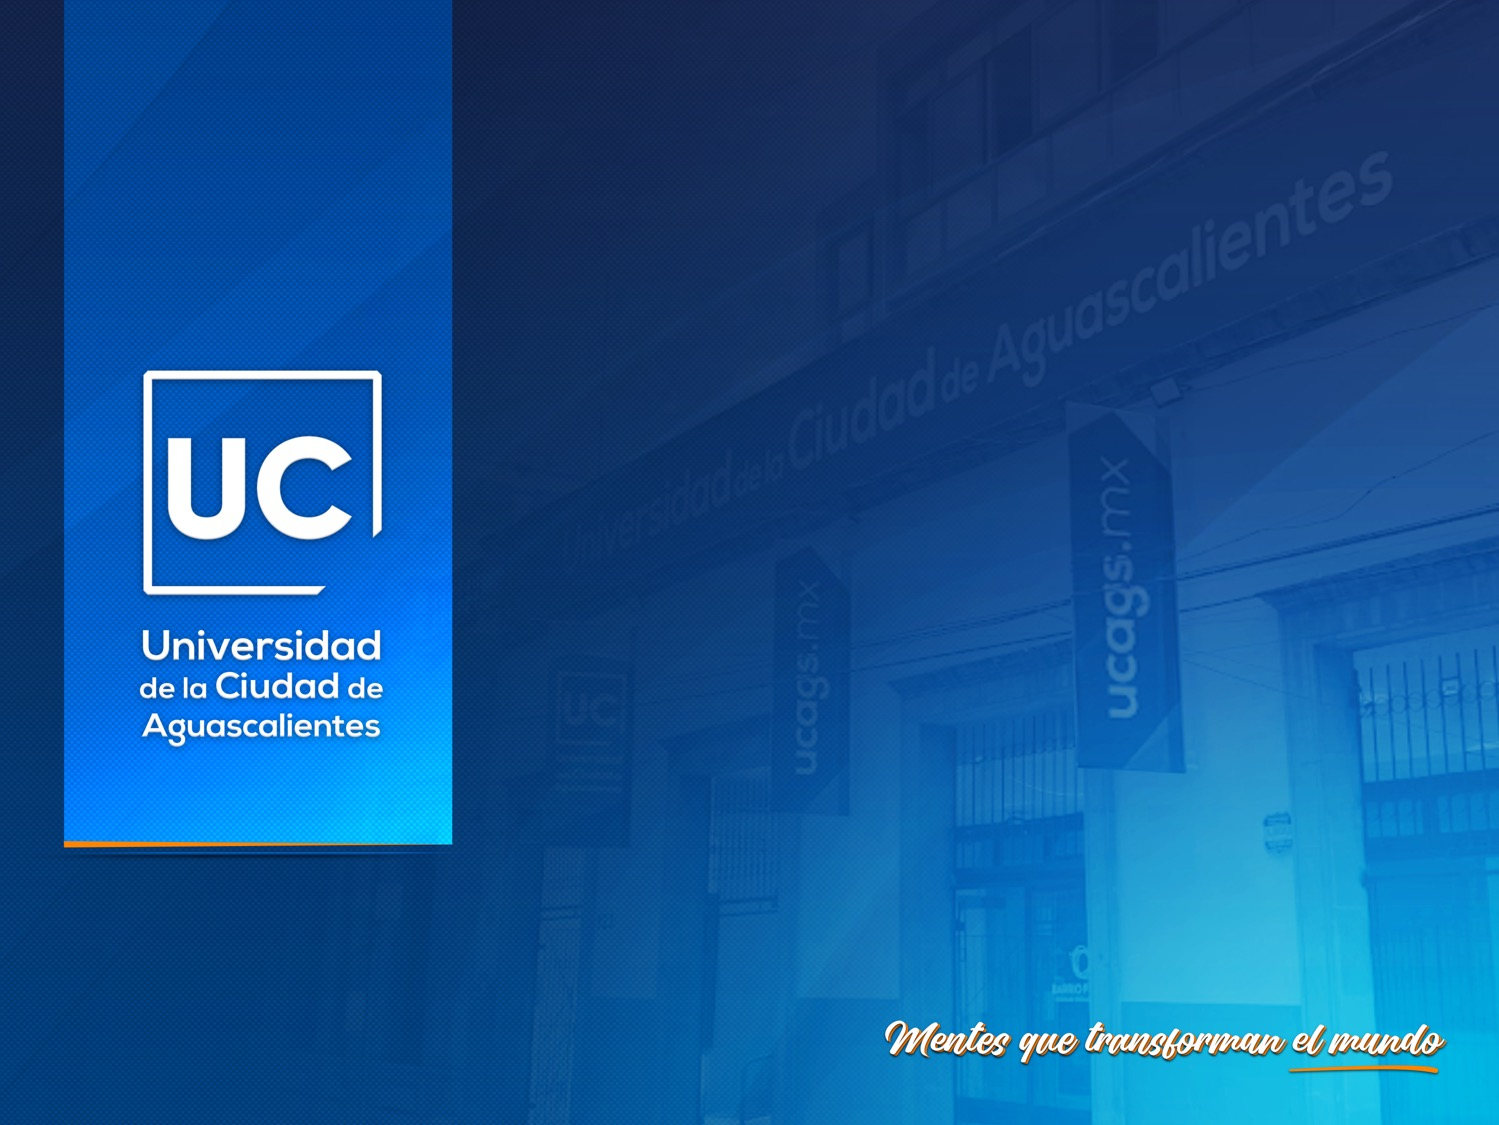 UC
Universidad
de la Ciudad de
Aguascalientes
Universidad de la Ciudad de Aguascalientes
ucags.mx
ucags.mx
UC
Mentes que transforman el mundo